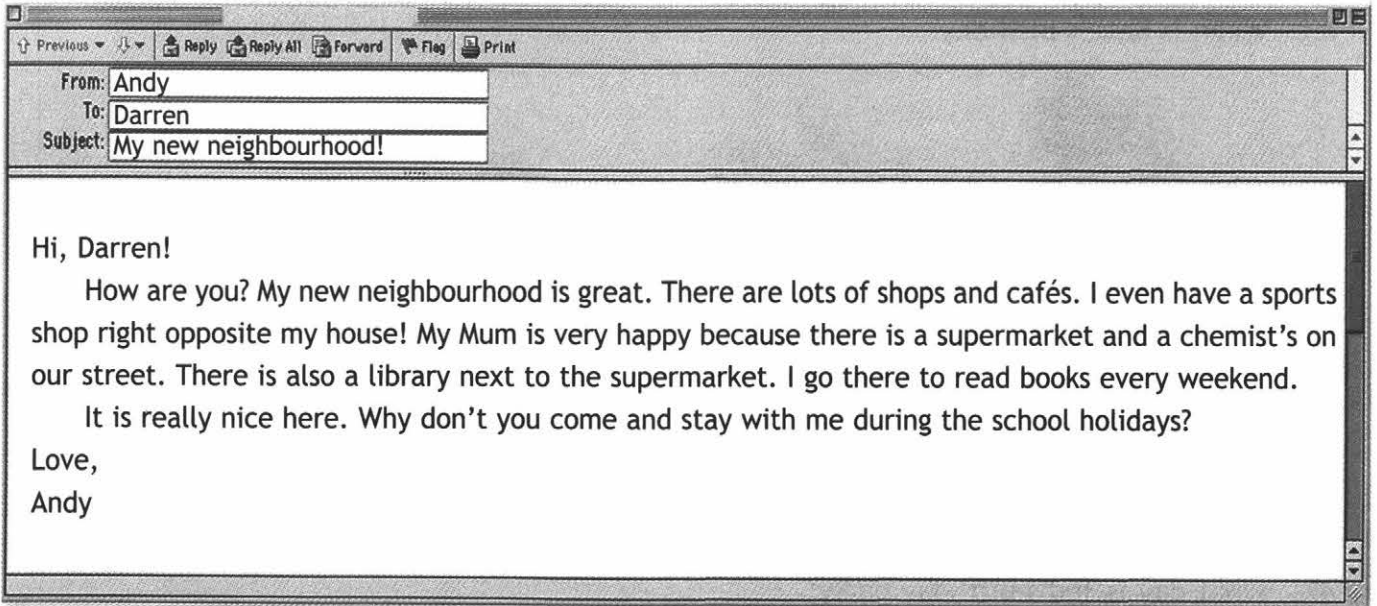 Previous Reply Reply All Forward Flag Print
From: Andy
To: Darren
Subject: My new neighbourhood!
Hi, Darren!
How are you? My new neighbourhood is great. There are lots of shops and cafés. I even have a sports
shop right opposite my house! My Mum is very happy because there is a supermarket and a chemist's on
our street. There is also a library next to the supermarket. I go there to read books every weekend.
It is really nice here. Why don't you come and stay with me during the school holidays?
Love,
Andy